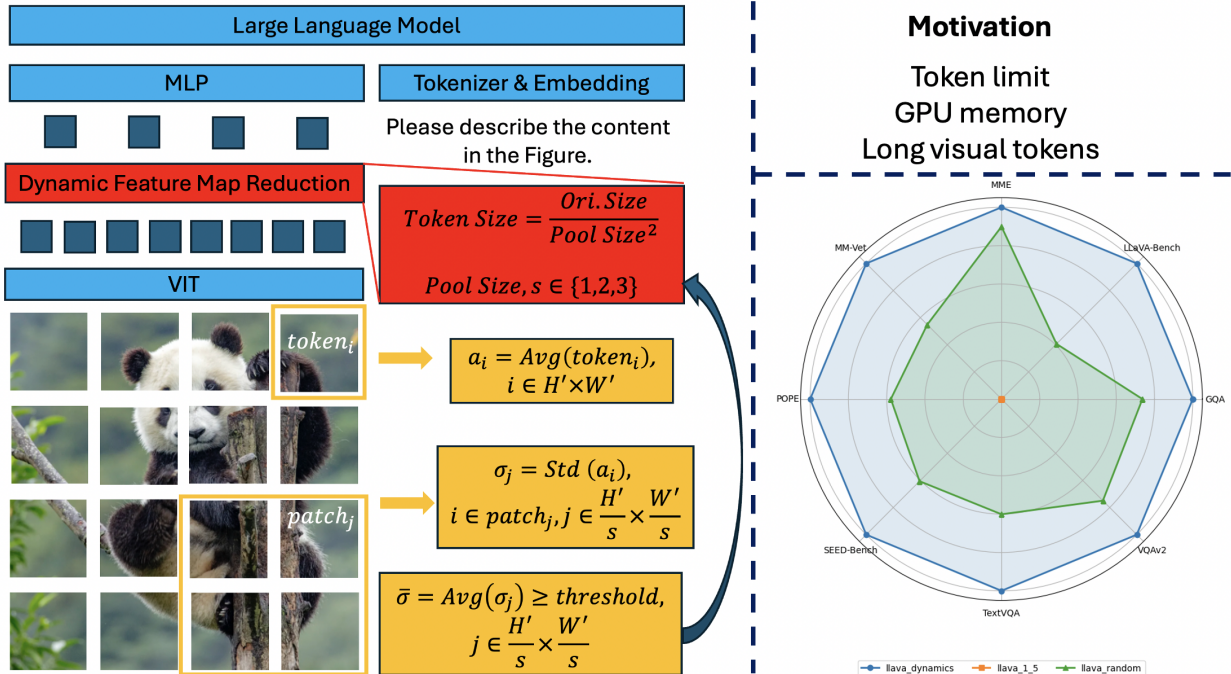 Large Language Model
MLP
Tokenizer & Embedding
Please describe the content
in the Figure.
Dynamic Feature Map Reduction
Token Size = Ori. Size / Pool Size²
Pool Size, s ∈ {1,2,3}
VIT
tokenᵢ
aᵢ = Avg(tokenᵢ),
i ∈ H′×W′
σⱼ = Std (aᵢ),
i ∈ patchⱼ, j ∈ H′/s × W′/s
patchⱼ
σ̄ = Avg(σⱼ) ≥ threshold,
j ∈ H′/s × W′/s
Motivation
Token limit
GPU memory
Long visual tokens
MME
MM-Vet
LLaVA-Bench
POPE
GQA
SEED-Bench
VQAv2
TextVQA
llava_dynamics
llava_1_5
llava_random